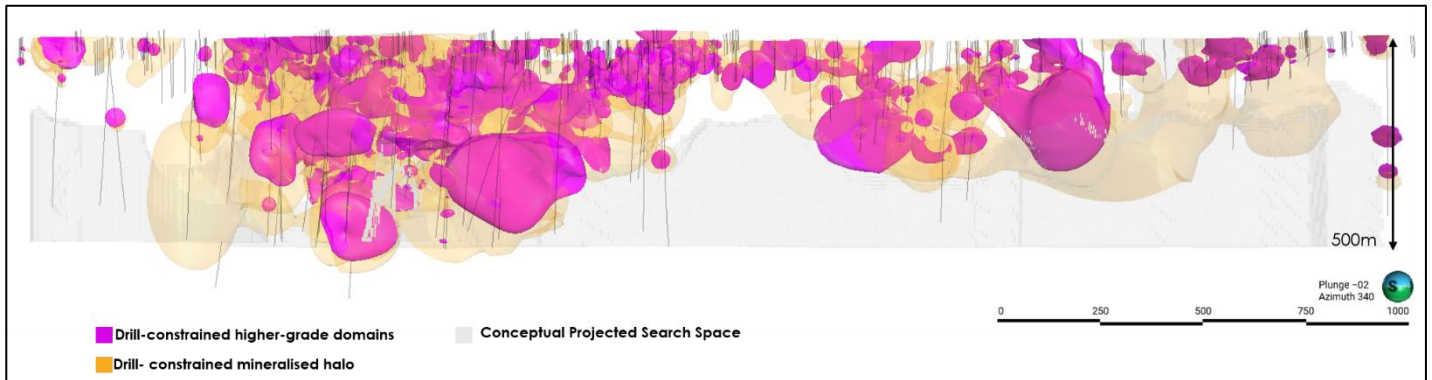 500m
Plunge -02
Azimuth 340
S
0 250 500 750 1000
Drill-constrained higher-grade domains
Conceptual Projected Search Space
Drill- constrained mineralised halo